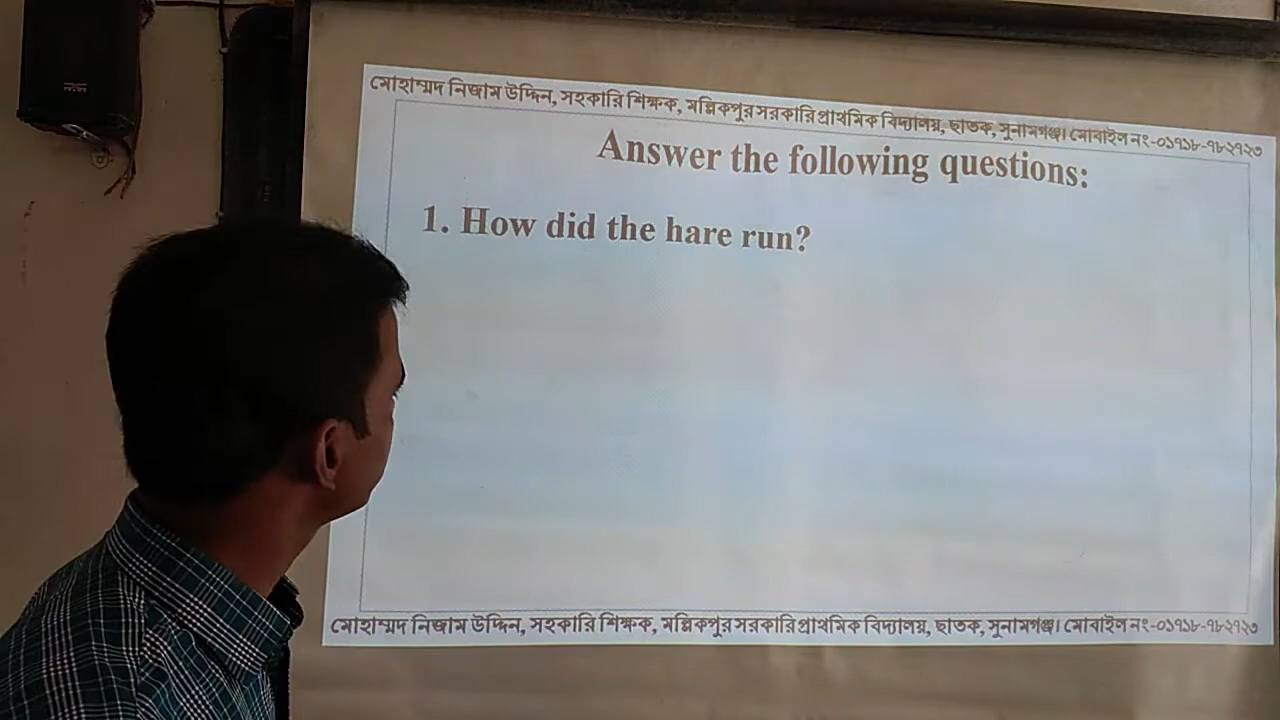 মোহাম্মদ নিজাম উদ্দিন, সহকারি শিক্ষক, মল্লিকপুর সরকারি প্রাথমিক বিদ্যালয়, ছাতক, সুনামগঞ্জ। মোবাইল নং-০১৭১৮-৭৮২৭২৩
Answer the following questions:
1. How did the hare run?
মোহাম্মদ নিজাম উদ্দিন, সহকারি শিক্ষক, মল্লিকপুর সরকারি প্রাথমিক বিদ্যালয়, ছাতক, সুনামগঞ্জ। মোবাইল নং-০১৭১৮-৭৮২৭২৩